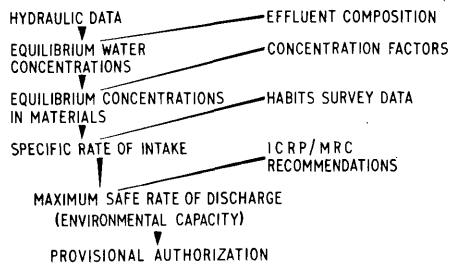 HYDRAULIC DATA
EFFLUENT COMPOSITION
EQUILIBRIUM WATER
CONCENTRATIONS
CONCENTRATION FACTORS
EQUILIBRIUM CONCENTRATIONS
IN MATERIALS
HABITS SURVEY DATA
SPECIFIC RATE OF INTAKE
ICRP/MRC
RECOMMENDATIONS
MAXIMUM SAFE RATE OF DISCHARGE
(ENVIRONMENTAL CAPACITY)
PROVISIONAL AUTHORIZATION